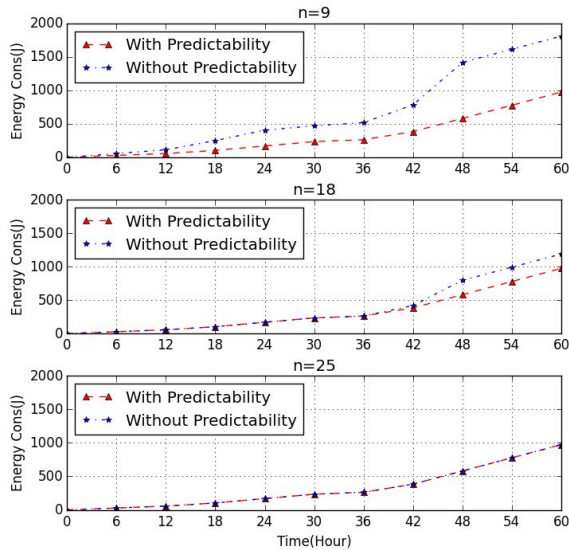 n=9
2000
1500
1000
500
0
Energy Cons(J)
With Predictability
Without Predictability
0 6 12 18 24 30 36 42 48 54 60
n=18
2000
1500
1000
500
0
Energy Cons(J)
With Predictability
Without Predictability
0 6 12 18 24 30 36 42 48 54 60
n=25
2000
1500
1000
500
0
Energy Cons(J)
With Predictability
Without Predictability
0 6 12 18 24 30 36 42 48 54 60
Time(Hour)